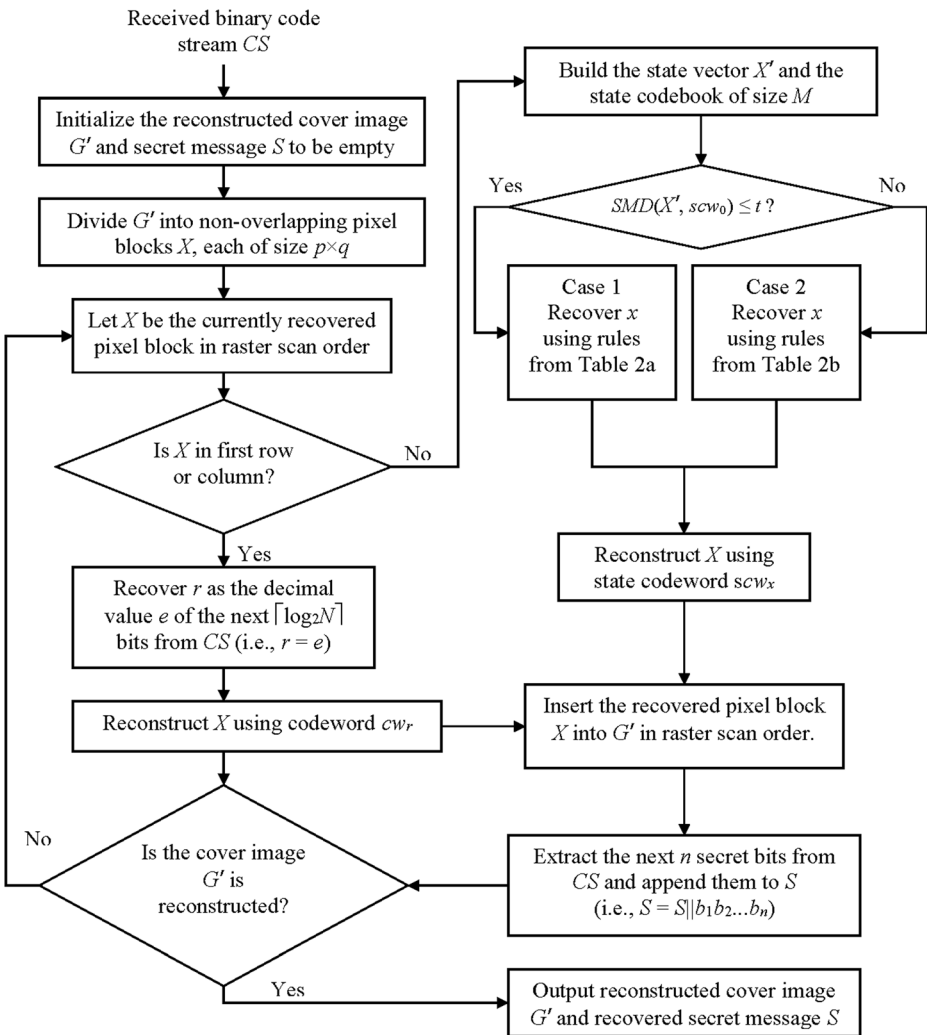 Received binary code
stream CS
Initialize the reconstructed cover image
G′ and secret message S to be empty
Divide G′ into non-overlapping pixel
blocks X, each of size p×q
Let X be the currently recovered
pixel block in raster scan order
Is X in first row
or column?
No
Yes
Recover r as the decimal
value e of the next ⌈log₂N⌉
bits from CS (i.e., r = e)
Reconstruct X using codeword cwᵣ
Is the cover image
G′ is
reconstructed?
No
Yes
Build the state vector X′ and the
state codebook of size M
Yes
SMD(X′, scw₀) ≤ t ?
No
Case 1
Recover x
using rules
from Table 2a
Case 2
Recover x
using rules
from Table 2b
Reconstruct X using
state codeword scwₓ
Insert the recovered pixel block
X into G′ in raster scan order.
Extract the next n secret bits from
CS and append them to S
(i.e., S = S||b₁b₂...bₙ)
Output reconstructed cover image
G′ and recovered secret message S